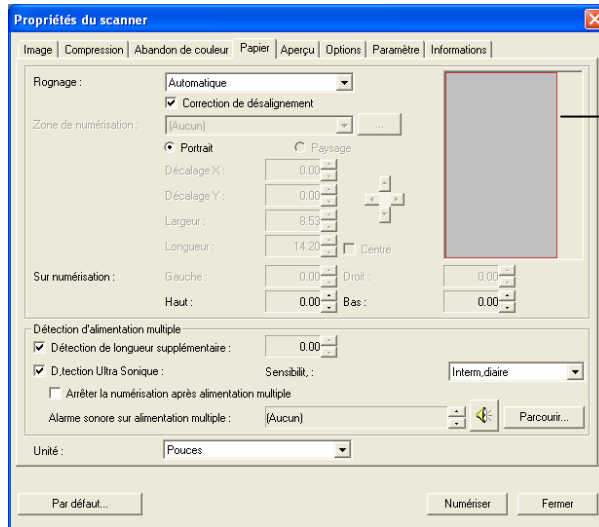 Propriétés du scanner
Image Compression Abandon de couleur Papier Aperçu Options Paramètre Informations
Rognage : Automatique
Correction de désalignement
Zone de numérisation : (Aucun) ...
Portrait Paysage
Décalage X : 0.00
Décalage Y : 0.00
Largeur : 8.53
Longueur : 14.20 Centre
Sur numérisation : Gauche : 0.00 Droit : 0.00
Haut : 0.00 Bas : 0.00
Détection d'alimentation multiple
Détection de longueur supplémentaire : 0.00
D,tection Ultra Sonique : Sensibilit, : Interm,diaire
Arrêter la numérisation après alimentation multiple
Alarme sonore sur alimentation multiple : (Aucun) Parcourir...
Unité : Pouces
Par défaut... Numériser Fermer